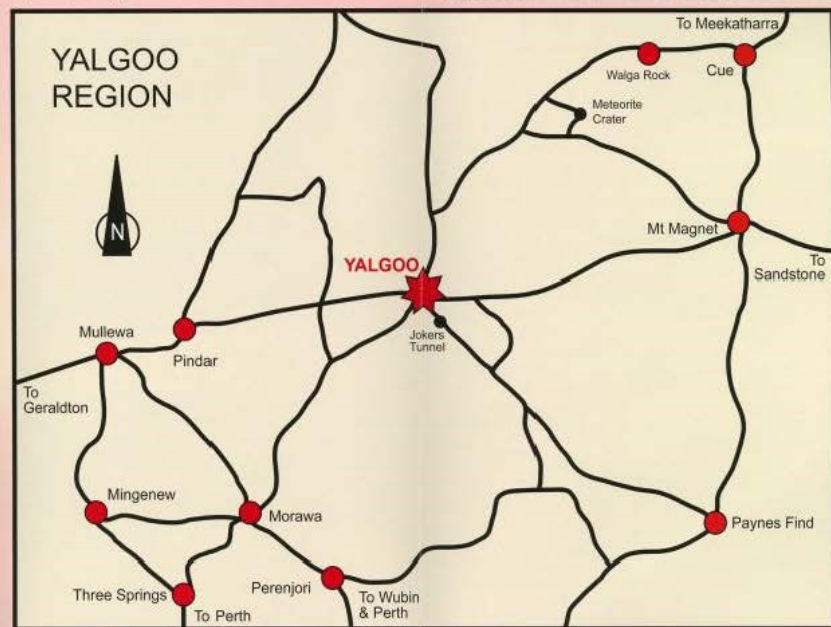 YALGOO
REGION
N
To Meekatharra
Walga Rock
Cue
Meteorite
Crater
Mt Magnet
To
Sandstone
YALGOO
Jokers
Tunnel
Mullewa
Pindar
To
Geraldton
Mingenew
Morawa
Paynes Find
Three Springs
To Perth
Perenjori
To Wubin
& Perth